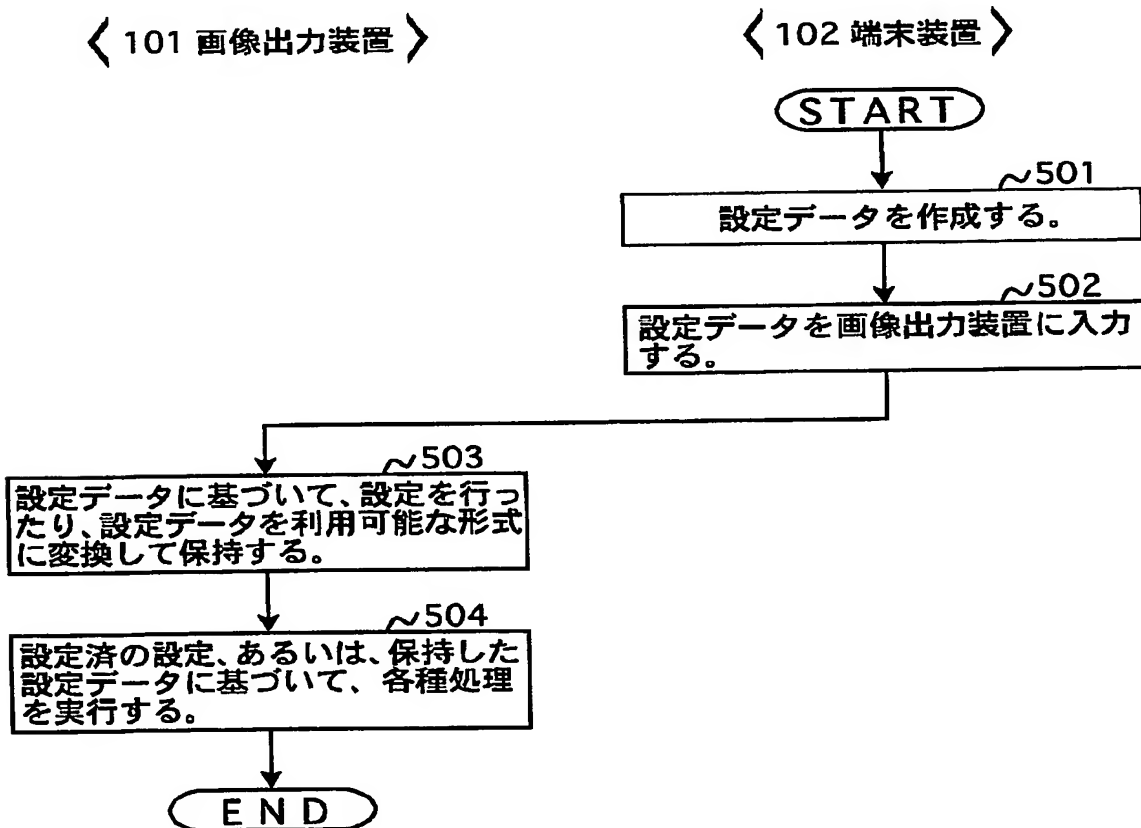 〈101 画像出力装置〉
〈102 端末装置〉
START
501
設定データを作成する。
502
設定データを画像出力装置に入力
する。
503
設定データに基づいて、設定を行っ
たり、設定データを利用可能な形式
に変換して保持する。
504
設定済の設定、あるいは、保持した
設定データに基づいて、各種処理
を実行する。
END